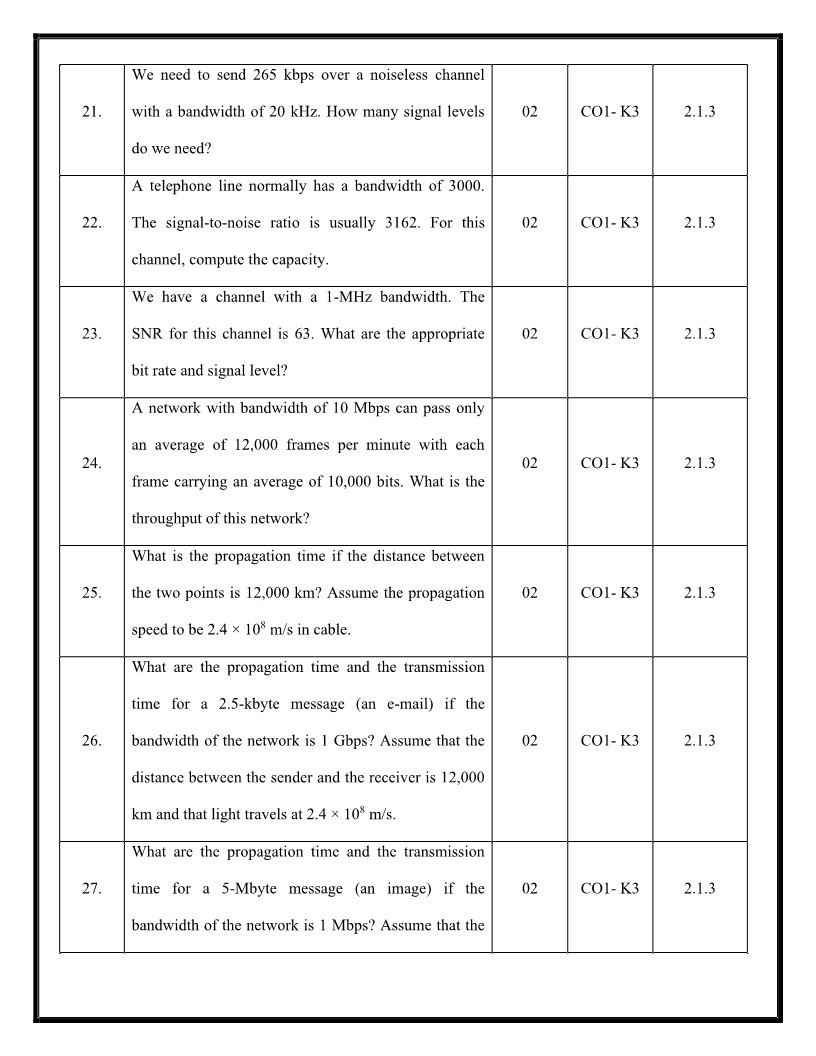 We need to send 265 kbps over a noiseless channel
21. with a bandwidth of 20 kHz. How many signal levels 02 CO1- K3 2.1.3
do we need?
A telephone line normally has a bandwidth of 3000.
22. The signal-to-noise ratio is usually 3162. For this 02 CO1- K3 2.1.3
channel, compute the capacity.
We have a channel with a 1-MHz bandwidth. The
23. SNR for this channel is 63. What are the appropriate 02 CO1- K3 2.1.3
bit rate and signal level?
A network with bandwidth of 10 Mbps can pass only
an average of 12,000 frames per minute with each
24. 02 CO1- K3 2.1.3
frame carrying an average of 10,000 bits. What is the
throughput of this network?
What is the propagation time if the distance between
25. the two points is 12,000 km? Assume the propagation 02 CO1- K3 2.1.3
speed to be 2.4 × 10⁸ m/s in cable.
What are the propagation time and the transmission
time for a 2.5-kbyte message (an e-mail) if the
26. bandwidth of the network is 1 Gbps? Assume that the 02 CO1- K3 2.1.3
distance between the sender and the receiver is 12,000
km and that light travels at 2.4 × 10⁸ m/s.
What are the propagation time and the transmission
27. time for a 5-Mbyte message (an image) if the 02 CO1- K3 2.1.3
bandwidth of the network is 1 Mbps? Assume that the